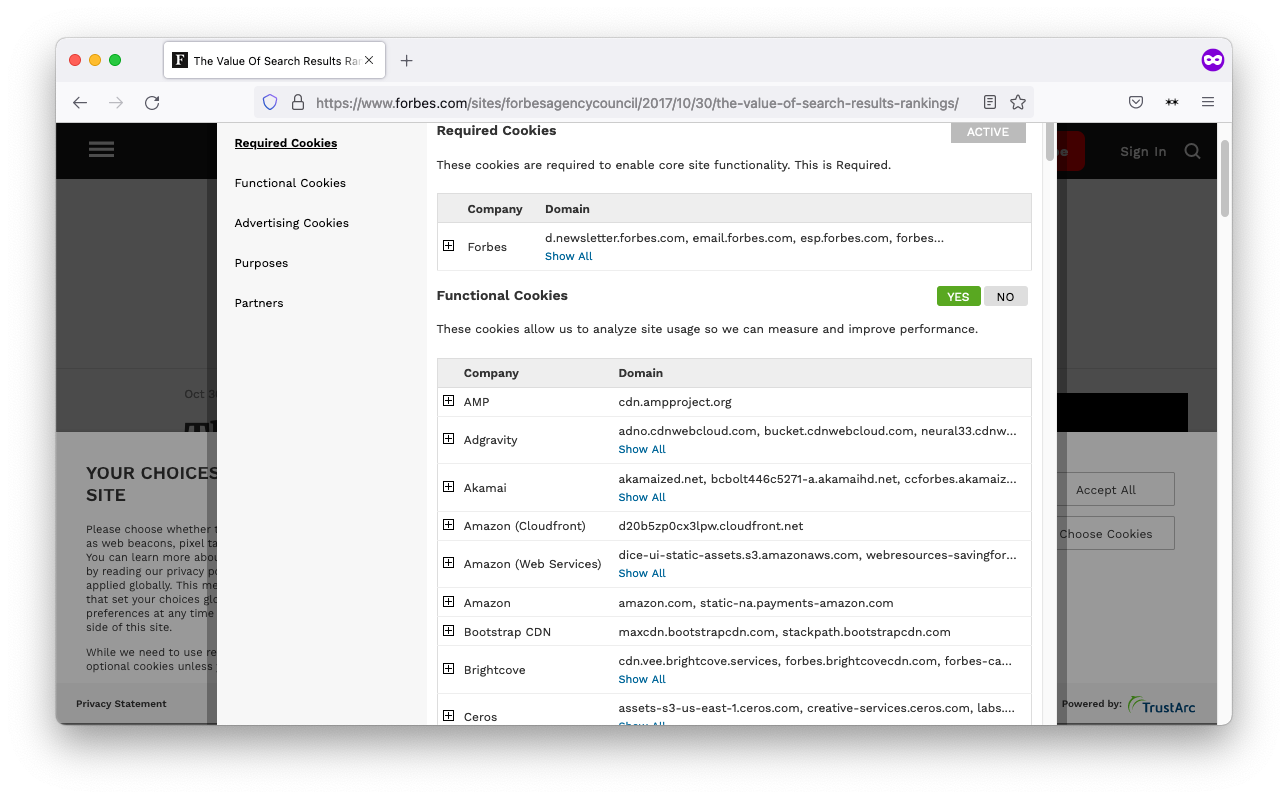 F The Value Of Search Results Ra
https://www.forbes.com/sites/forbesagencycouncil/2017/10/30/the-value-of-search-results-rankings/
Sign In
Required Cookies
Functional Cookies
Advertising Cookies
Purposes
Partners
Required Cookies ACTIVE
These cookies are required to enable core site functionality. This is Required.
Company Domain
Forbes d.newsletter.forbes.com, email.forbes.com, esp.forbes.com, forbes...
Show All
Functional Cookies YES NO
These cookies allow us to analyze site usage so we can measure and improve performance.
Company Domain
AMP cdn.ampproject.org
Adgravity adno.cdnwebcloud.com, bucket.cdnwebcloud.com, neural33.cdnw...
Show All
Akamai akamaized.net, bcbolt446c5271-a.akamaihd.net, ccforbes.akamaiz...
Show All
Amazon (Cloudfront) d20b5zp0cx3lpw.cloudfront.net
Amazon (Web Services) dice-ui-static-assets.s3.amazonaws.com, webresources-savingfor...
Show All
Amazon amazon.com, static-na.payments-amazon.com
Bootstrap CDN maxcdn.bootstrapcdn.com, stackpath.bootstrapcdn.com
Brightcove cdn.vee.brightcove.services, forbes.brightcovecdn.com, forbes-ca...
Show All
Ceros assets-s3-us-east-1.ceros.com, creative-services.ceros.com, labs....
Show All
Oct 3
YOUR CHOICES
SITE
Please choose whether
as web beacons, pixel
You can learn more
by reading our privacy
applied globally. This
that set your choices
preferences at any time
side of this site.
While we need to use
optional cookies unless
Accept All
Choose Cookies
Privacy Statement
Powered by: TrustArc